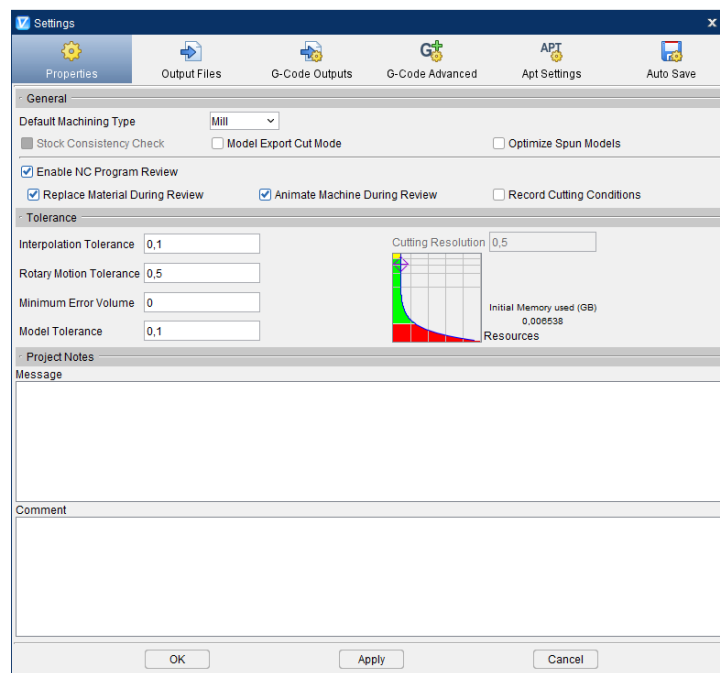 Settings
Properties Output Files G-Code Outputs G-Code Advanced APT Apt Settings Auto Save
General
Default Machining Type Mill
Stock Consistency Check Model Export Cut Mode Optimize Spun Models
Enable NC Program Review
Replace Material During Review Animate Machine During Review Record Cutting Conditions
Tolerance
Interpolation Tolerance 0,1 Cutting Resolution 0,5
Rotary Motion Tolerance 0,5
Minimum Error Volume 0 Initial Memory used (GB)
0,006538
Model Tolerance 0,1 Resources
Project Notes
Message
Comment
OK Apply Cancel